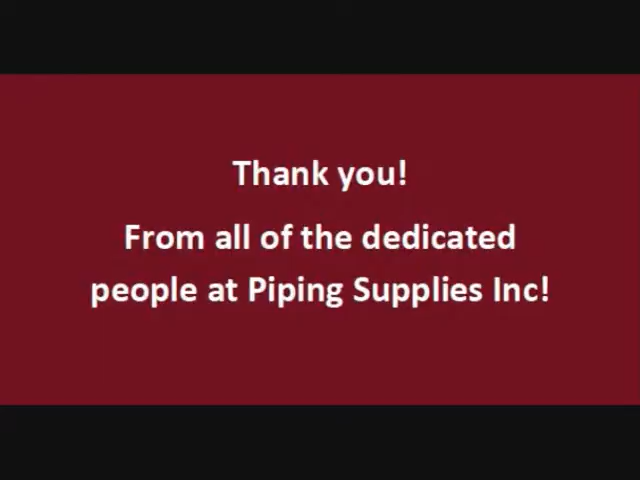 Thank you!
From all of the dedicated
people at Piping Supplies Inc!